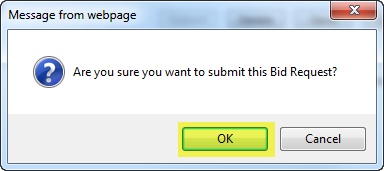 Message from webpage
Are you sure you want to submit this Bid Request?
OK
Cancel